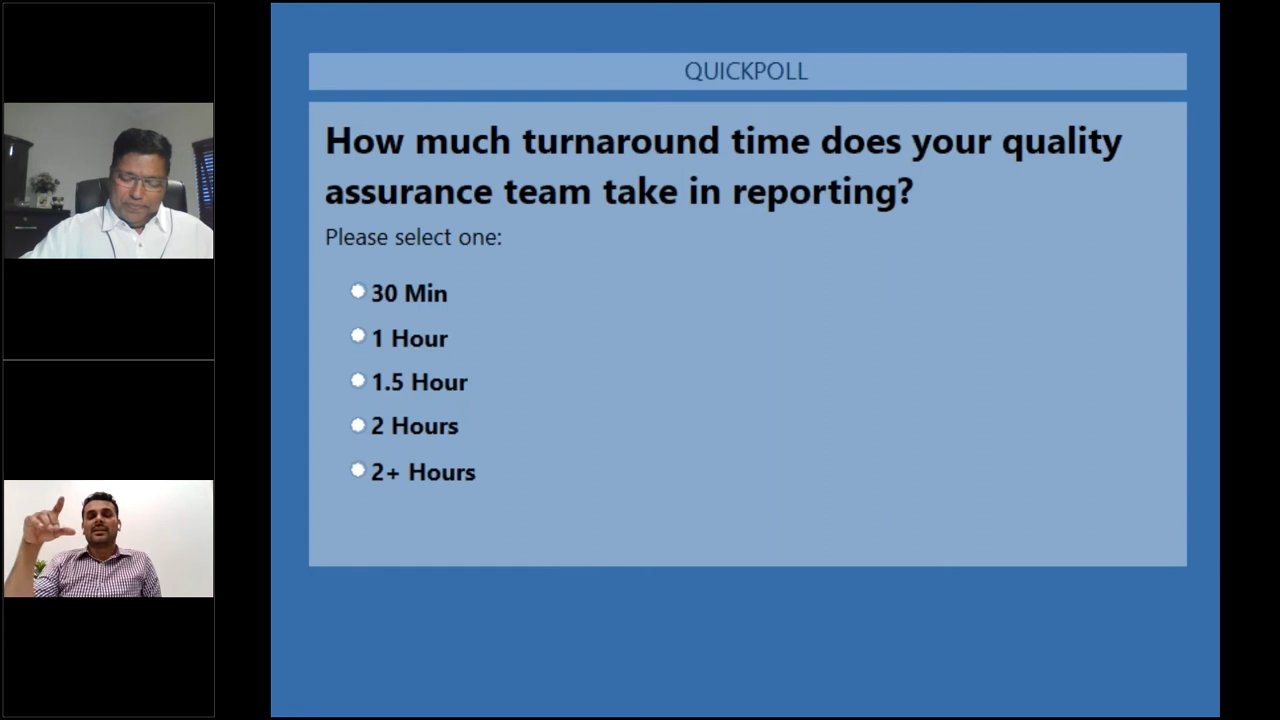 QUICKPOLL
How much turnaround time does your quality
assurance team take in reporting?
Please select one:
30 Min
1 Hour
1.5 Hour
2 Hours
2+ Hours